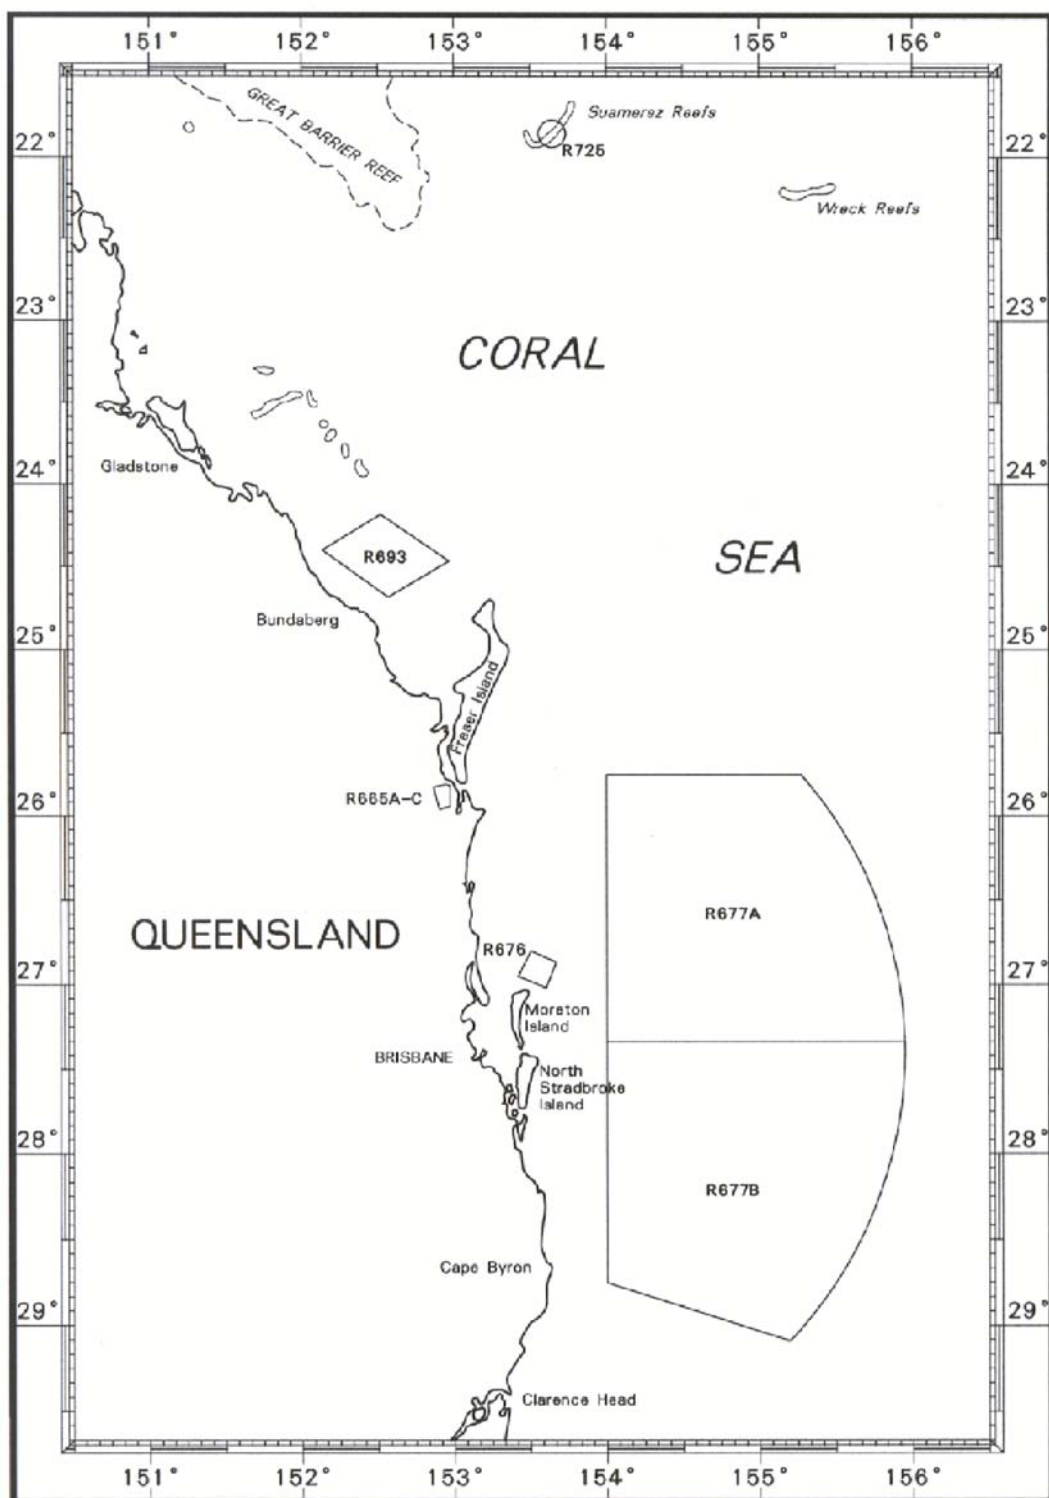 151° 152° 153° 154° 155° 156°
GREAT BARRIER REEF
Suamerez Reefs
22° R725 22°
Wreck Reefs
23° 23°
CORAL
Gladstone
24° 24°
R693
SEA
Bundaberg
25° 25°
Freaer Island
R665A-C
26° 26°
R677A
QUEENSLAND
R676
27° 27°
Moreton
Island
BRISBANE
North
Stradbroke
Island
28° 28°
R677B
Cape Byron
29° 29°
Clarence Head
151° 152° 153° 154° 155° 156°